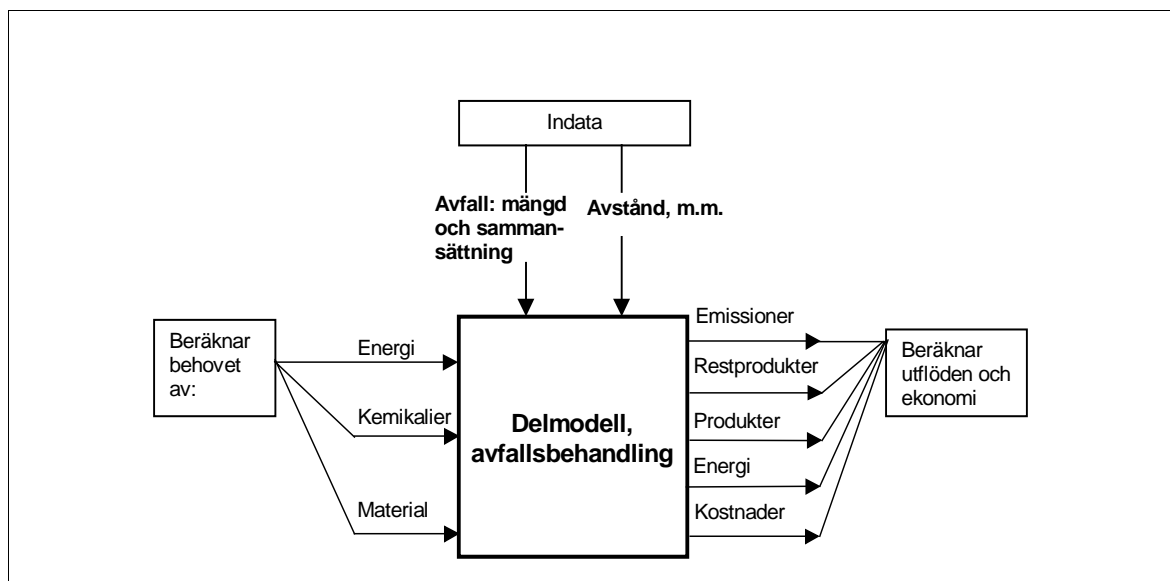 Indata
Avfall: mängd
och samman-
sättning
Avstånd, m.m.
Beräknar
behovet
av:
Energi
Kemikalier
Material
Delmodell,
avfallsbehandling
Emissioner
Restprodukter
Produkter
Energi
Kostnader
Beräknar
utflöden och
ekonomi